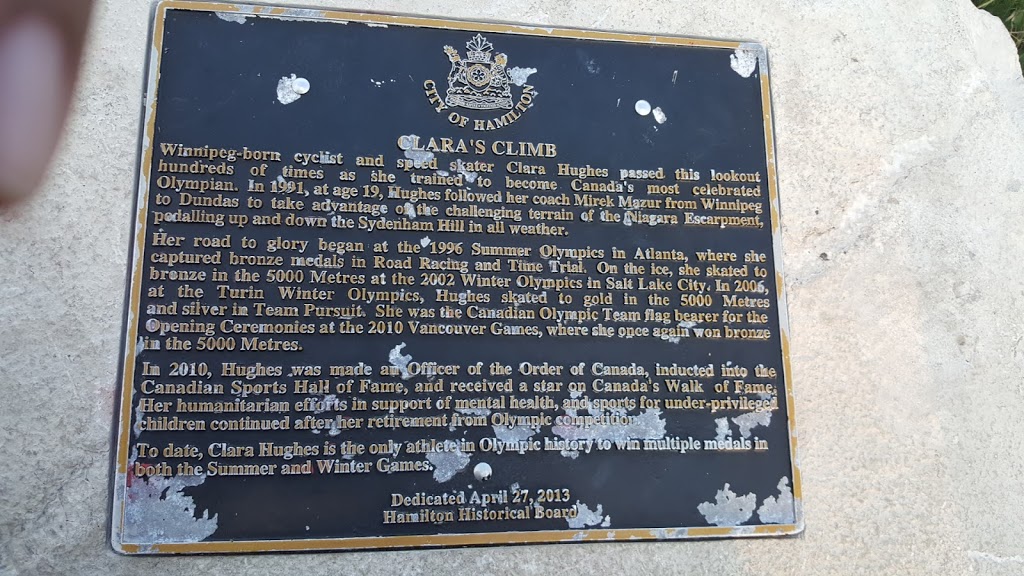 CITY OF HAMILTON
CLARA'S CLIMB
Winnipeg-born cyclist and speed skater Clara Hughes passed this lookout
hundreds of times as she trained to become Canada's most celebrated
Olympian. In 1991, at age 19, Hughes followed her coach Mirek Mazur from Winnipeg
to Dundas to take advantage of the challenging terrain of the Niagara Escarpment,
pedalling up and down the Sydenham Hill in all weather.
Her road to glory began at the 1996 Summer Olympics in Atlanta, where she
captured bronze medals in Road Racing and Time Trial. On the ice, she skated to
bronze in the 5000 Metres at the 2002 Winter Olympics in Salt Lake City. In 2006,
at the Turin Winter Olympics, Hughes skated to gold in the 5000 Metres
and silver in Team Pursuit. She was the Canadian Olympic Team flag bearer for the
Opening Ceremonies at the 2010 Vancouver Games, where she once again won bronze
in the 5000 Metres.
In 2010, Hughes was made an Officer of the Order of Canada, inducted into the
Canadian Sports Hall of Fame, and received a star on Canada's Walk of Fame.
Her humanitarian efforts in support of mental health, and sports for under-privileged
children continued after her retirement from Olympic competition.
To date, Clara Hughes is the only athlete in Olympic history to win multiple medals in
both the Summer and Winter Games.
Dedicated April 27, 2013
Hamilton Historical Board